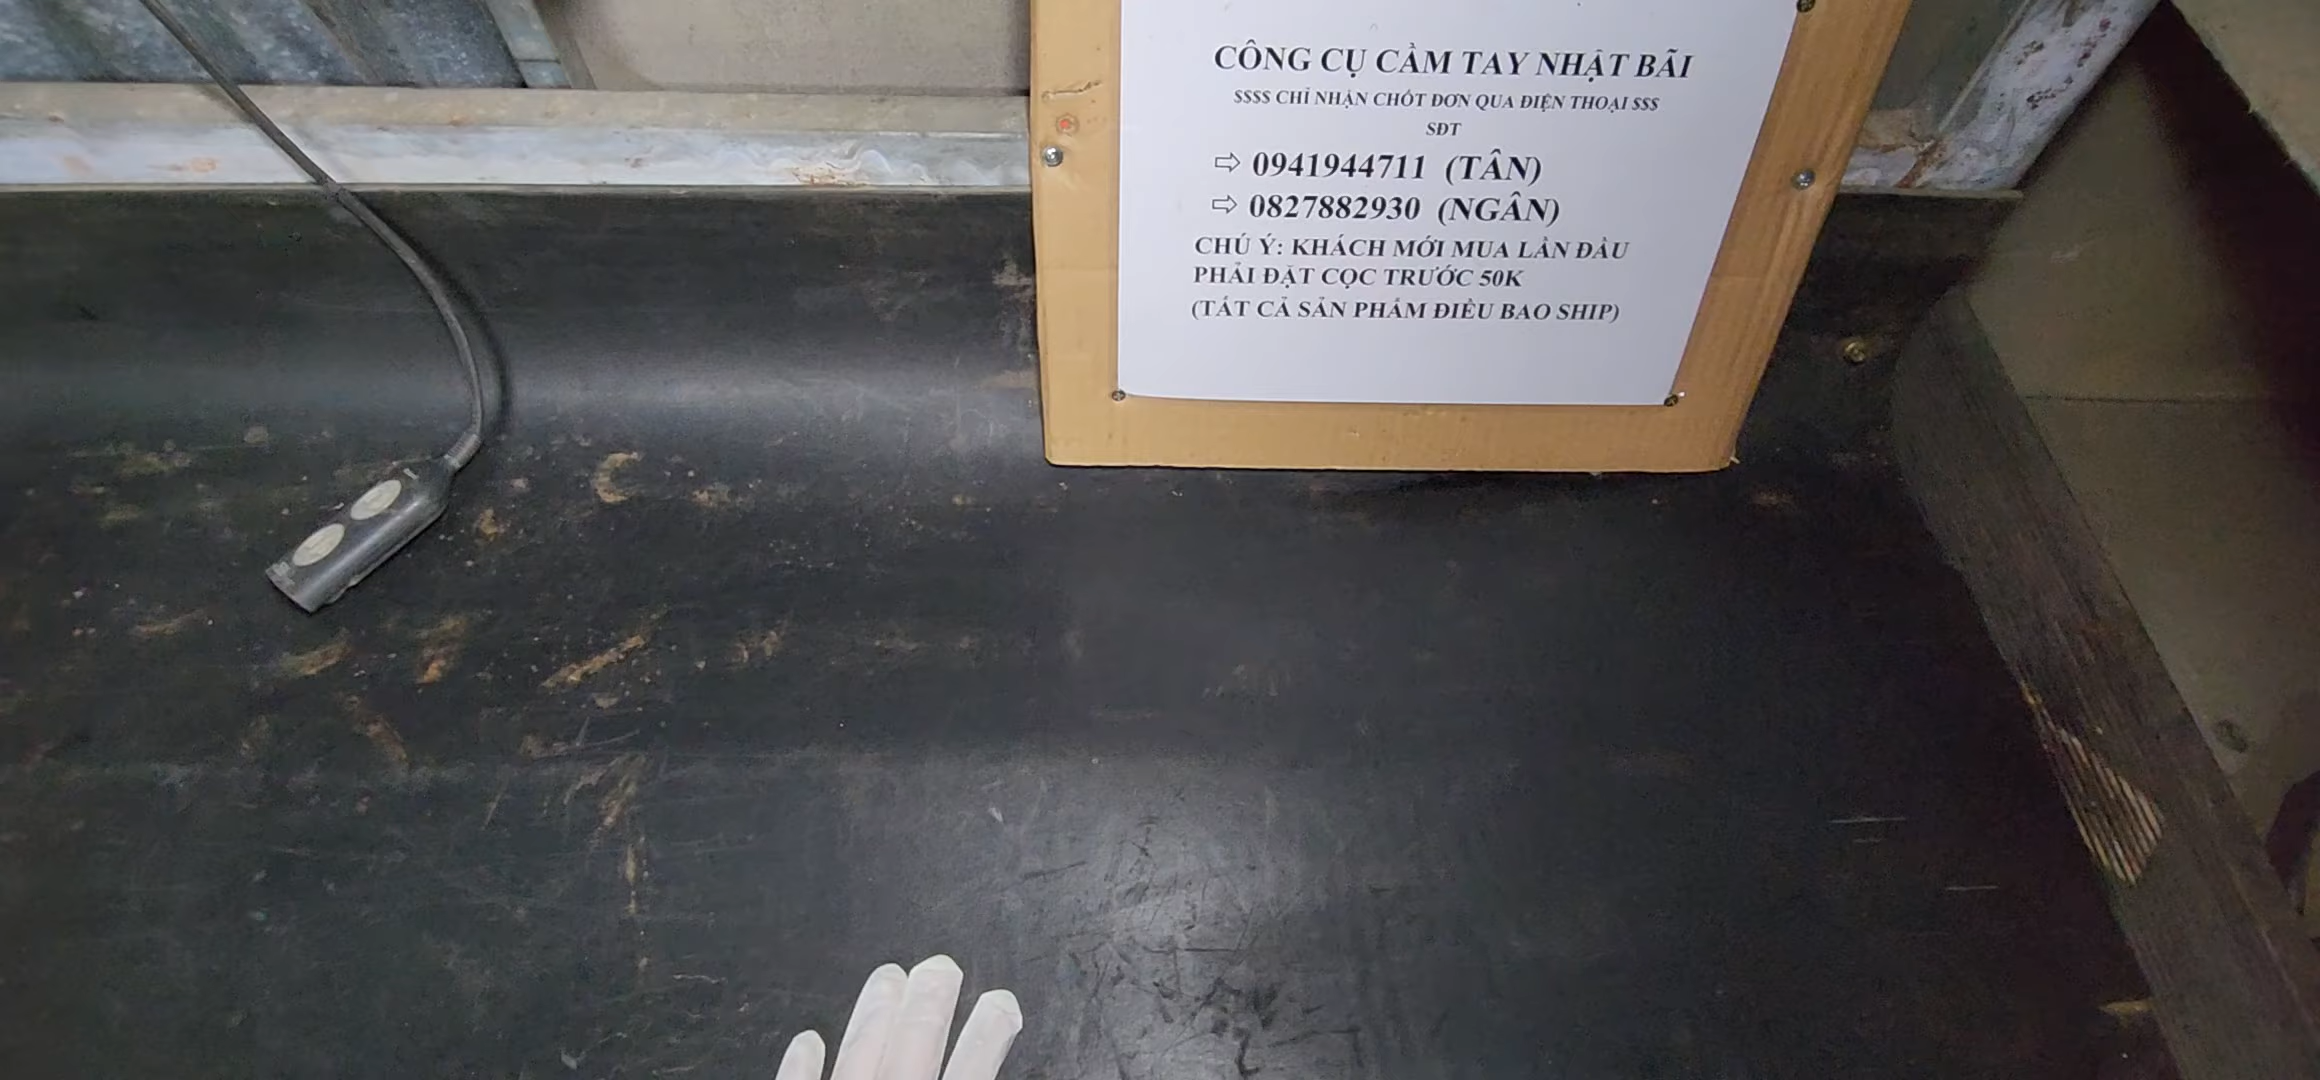 CÔNG CỤ CẦM TAY NHẬT BÃI
$$$$ CHỈ NHẬN CHỐT ĐƠN QUA ĐIỆN THOẠI $$$
SĐT
⇨ 0941944711 (TÂN)
⇨ 0827882930 (NGÂN)
CHÚ Ý: KHÁCH MỚI MUA LẦN ĐẦU
PHẢI ĐẶT CỌC TRƯỚC 50K
(TẤT CẢ SẢN PHẨM ĐIỀU BAO SHIP)